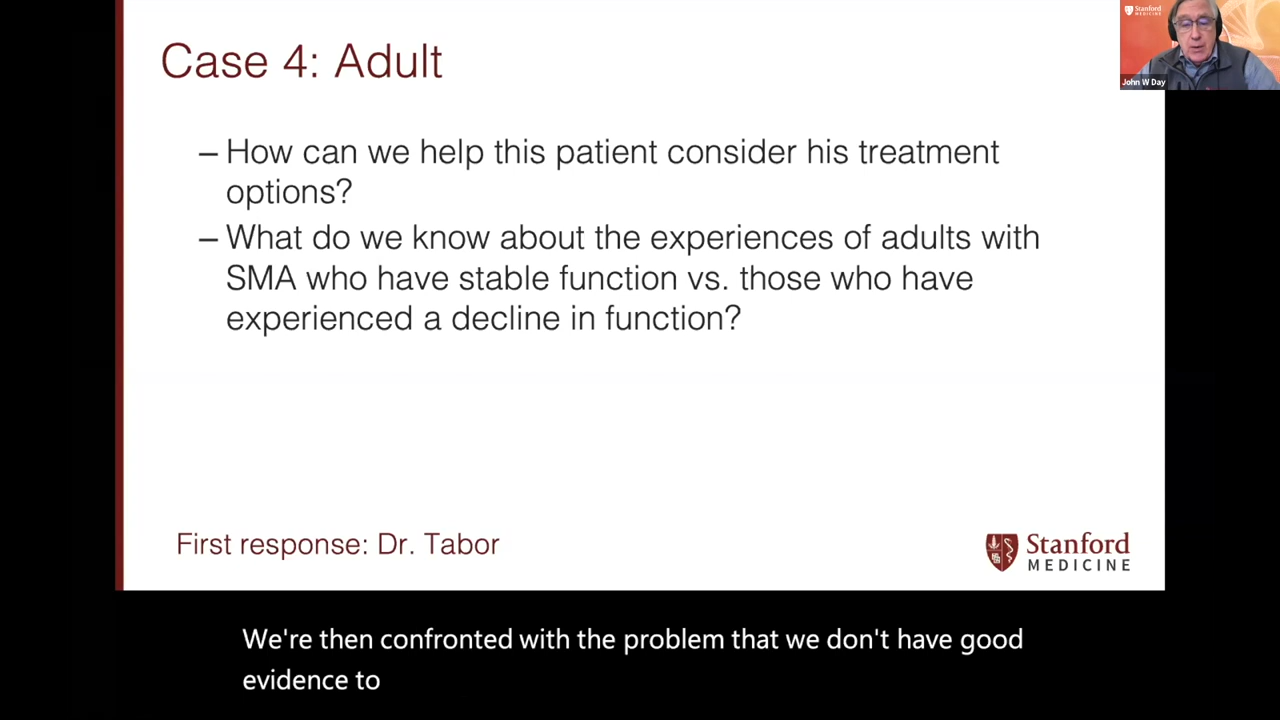 Case 4: Adult
– How can we help this patient consider his treatment
options?
– What do we know about the experiences of adults with
SMA who have stable function vs. those who have
experienced a decline in function?
First response: Dr. Tabor
Stanford
MEDICINE
Stanford
MEDICINE
John W Day
We're then confronted with the problem that we don't have good
evidence to